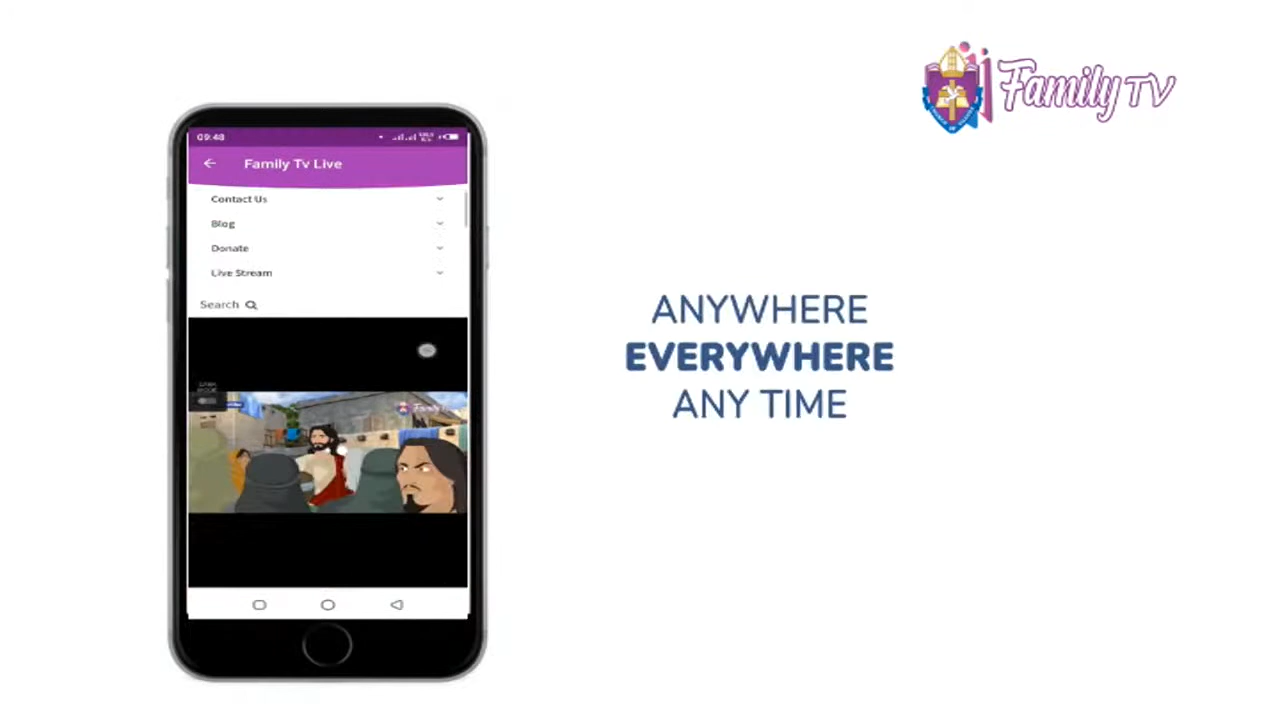 Family TV
09:48
Family Tv Live
Contact Us
Blog
Donate
Live Stream
Search
ANYWHERE
EVERYWHERE
ANY TIME